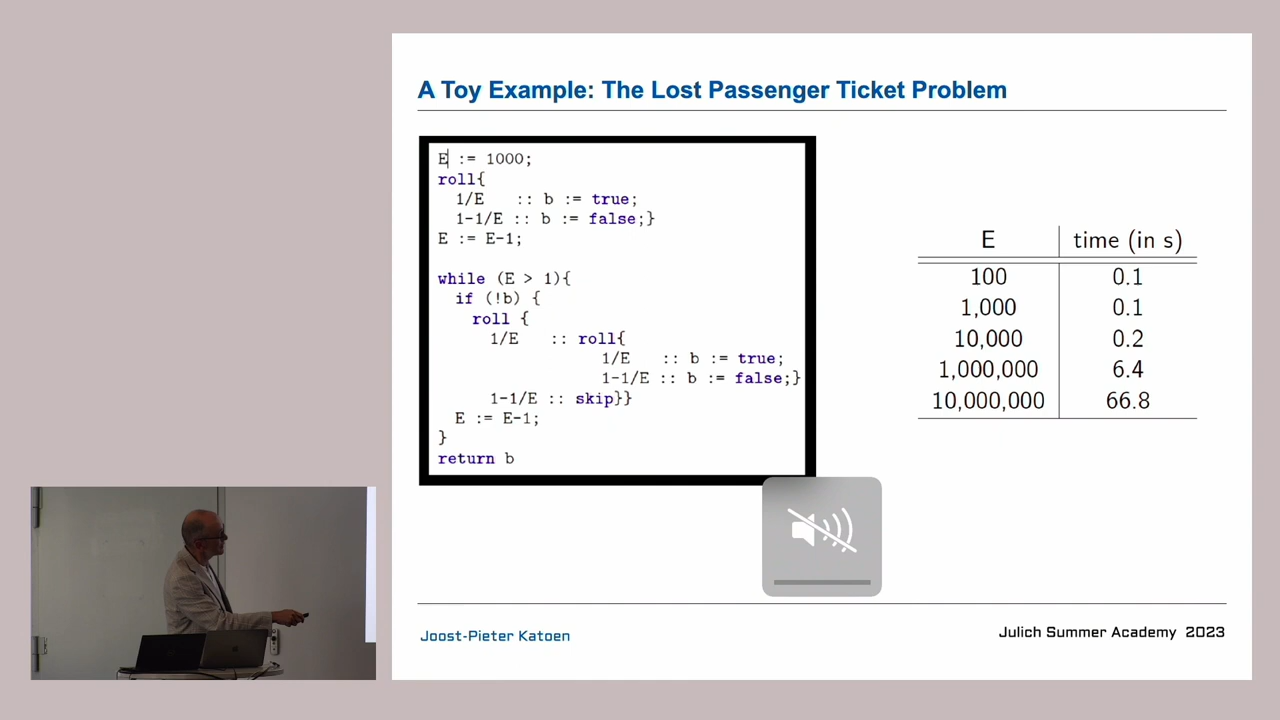 A Toy Example: The Lost Passenger Ticket Problem
E := 1000;
roll{
1/E :: b := true;
1-1/E :: b := false;}
E := E-1;
while (E > 1){
if (!b) {
roll {
1/E :: roll{
1/E :: b := true;
1-1/E :: b := false;}
1-1/E :: skip}}
E := E-1;
}
return b
E time (in s)
100 0.1
1,000 0.1
10,000 0.2
1,000,000 6.4
10,000,000 66.8
Joost-Pieter Katoen
Julich Summer Academy 2023